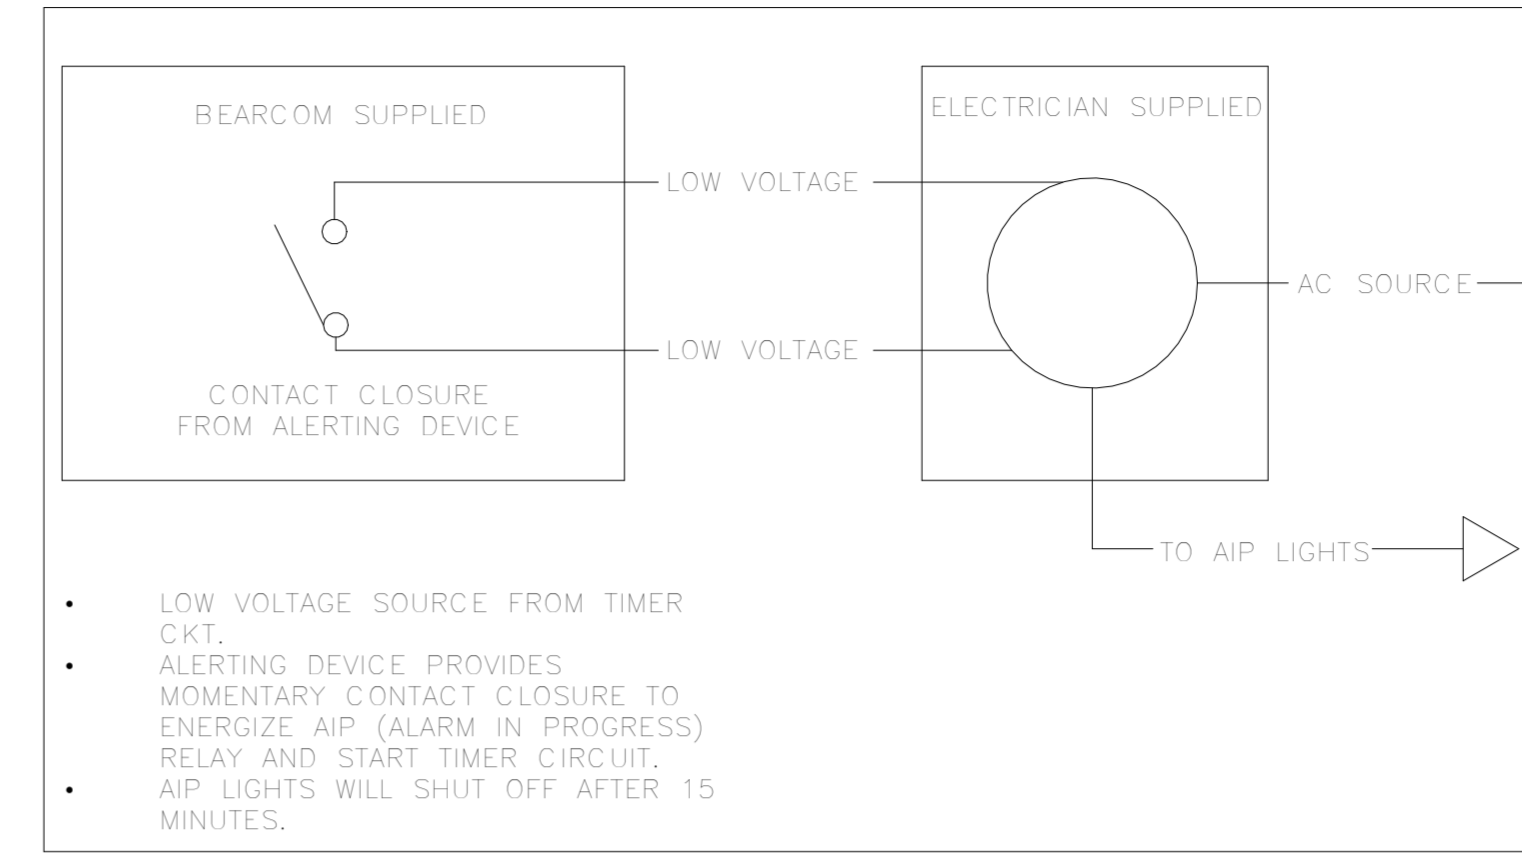 BEARCOM SUPPLIED
ELECTRICIAN SUPPLIED
LOW VOLTAGE
AC SOURCE
LOW VOLTAGE
CONTACT CLOSURE
FROM ALERTING DEVICE
TO AIP LIGHTS
• LOW VOLTAGE SOURCE FROM TIMER
CKT.
• ALERTING DEVICE PROVIDES
MOMENTARY CONTACT CLOSURE TO
ENERGIZE AIP (ALARM IN PROGRESS)
RELAY AND START TIMER CIRCUIT.
• AIP LIGHTS WILL SHUT OFF AFTER 15
MINUTES.